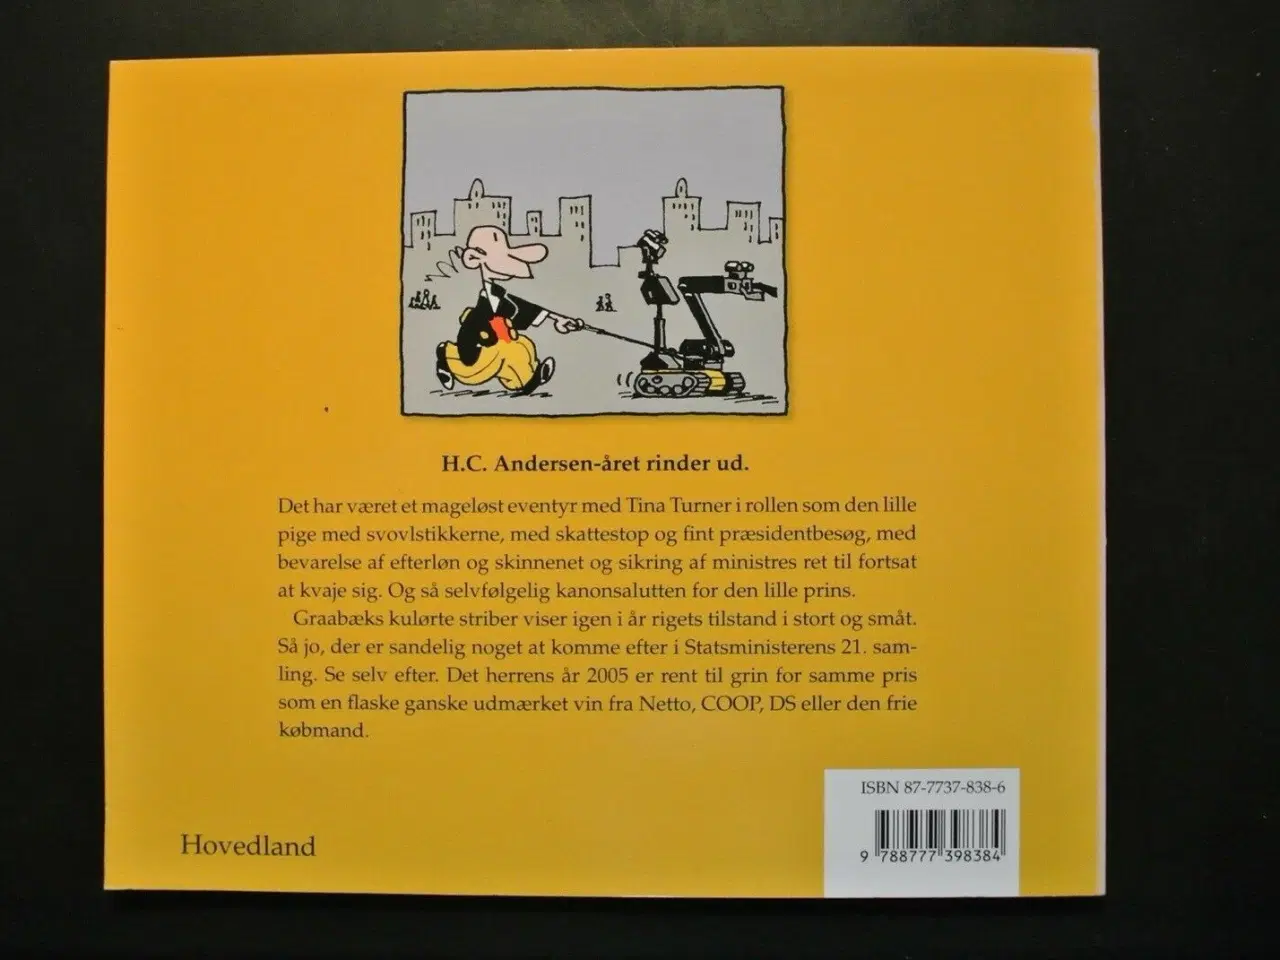 H.C. Andersen-året rinder ud.
Det har været et mageløst eventyr med Tina Turner i rollen som den lille
pige med svovlstikkerne, med skattestop og fint præsidentbesøg, med
bevarelse af efterløn og skinnenet og sikring af ministres ret til fortsat
at kvaje sig. Og så selvfølgelig kanonsalutten for den lille prins.
Graabæks kulørte striber viser igen i år rigets tilstand i stort og småt.
Så jo, der er sandelig noget at komme efter i Statsministerens 21. sam-
ling. Se selv efter. Det herrens år 2005 er rent til grin for samme pris
som en flaske ganske udmærket vin fra Netto, COOP, DS eller den frie
købmand.
Hovedland
ISBN 87-7737-838-6
9 788777 398384